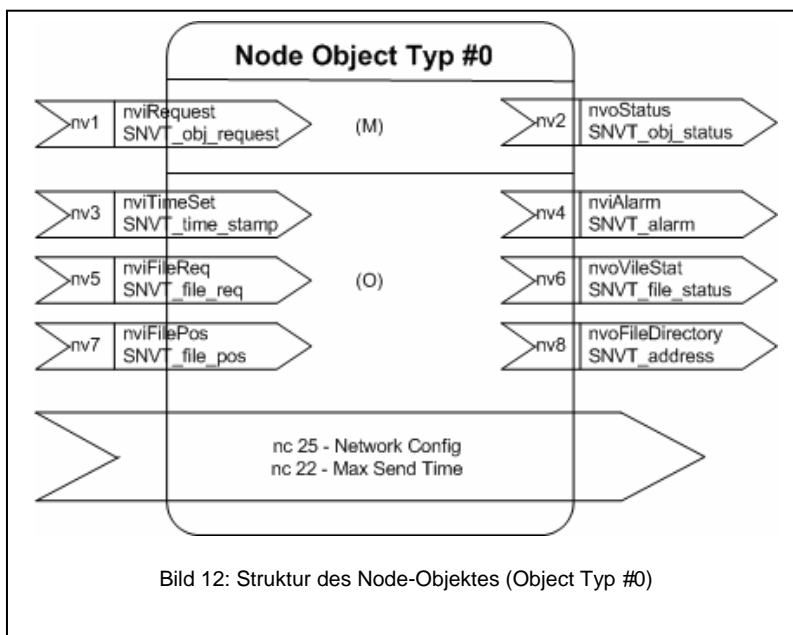 Node Object Typ #0
nv1
nviRequest
SNVT_obj_request
(M)
nv2
nvoStatus
SNVT_obj_status
nv3
nviTimeSet
SNVT_time_stamp
nv4
nviAlarm
SNVT_alarm
nv5
nviFileReq
SNVT_file_req
(O)
nv6
nvoVileStat
SNVT_file_status
nv7
nviFilePos
SNVT_file_pos
nv8
nvoFileDirectory
SNVT_address
nc 25 - Network Config
nc 22 - Max Send Time
Bild 12: Struktur des Node-Objektes (Object Typ #0)